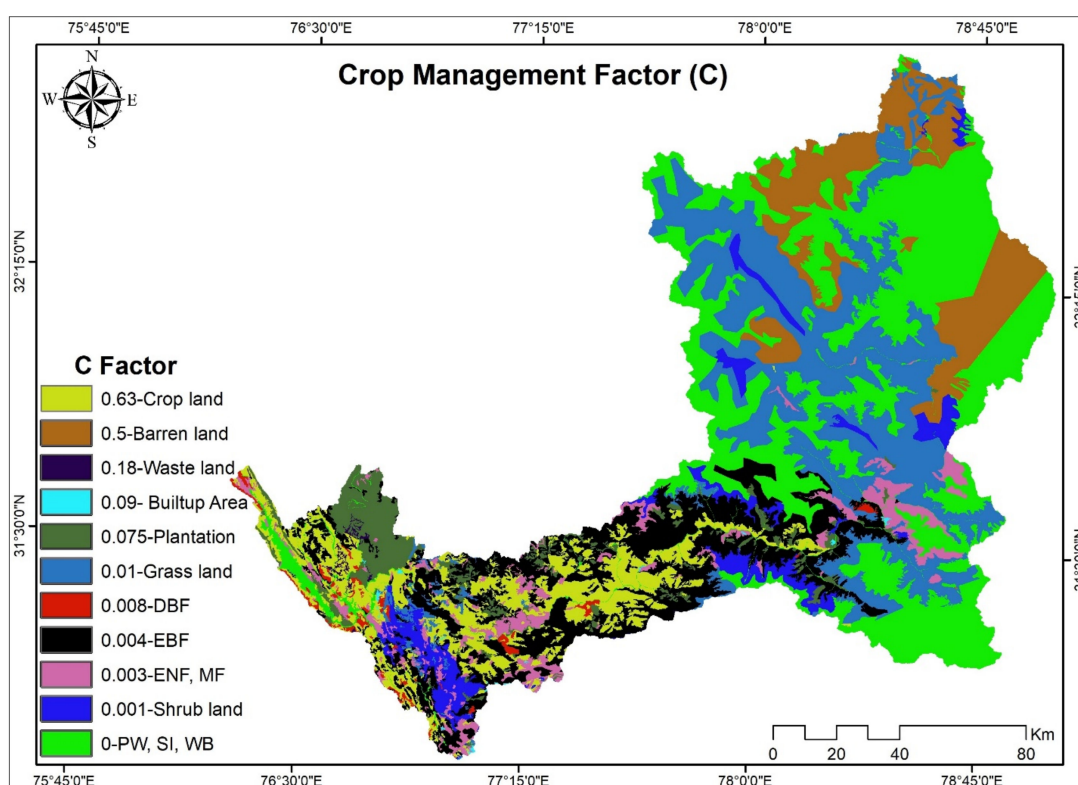 75°45'0"E 76°30'0"E 77°15'0"E 78°0'0"E 78°45'0"E
Crop Management Factor (C)
N
W E
S
32°15'0"N
31°30'0"N
C Factor
0.63-Crop land
0.5-Barren land
0.18-Waste land
0.09- Builtup Area
0.075-Plantation
0.01-Grass land
0.008-DBF
0.004-EBF
0.003-ENF, MF
0.001-Shrub land
0-PW, SI, WB
Km
0 20 40 80
75°45'0"E 76°30'0"E 77°15'0"E 78°0'0"E 78°45'0"E